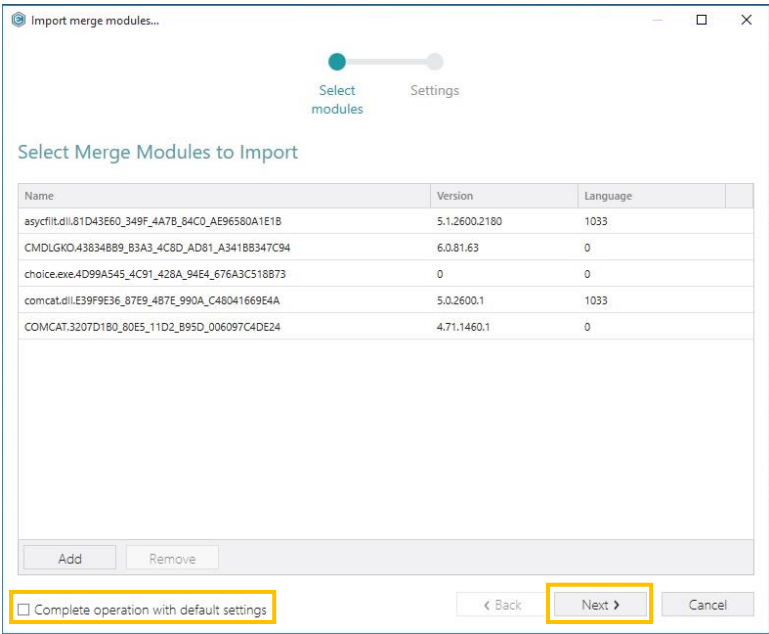 Import merge modules...
Select modules
Settings
Select Merge Modules to Import
Name Version Language
asycfilt.dll.81D43E60_349F_4A7B_84C0_AE96580A1E1B 5.1.2600.2180 1033
CMDLGKO.43834BB9_B3A3_4C8D_AD81_A341BB347C94 6.0.81.63 0
choice.exe.4D99A545_4C91_428A_94E4_676A3C518B73 0 0
comcat.dll.E39F9E36_87E9_4B7E_990A_C48041669E4A 5.0.2600.1 1033
COMCAT.3207D1B0_80E5_11D2_B95D_006097C4DE24 4.71.1460.1 0
Add Remove
Complete operation with default settings
Back Next Cancel